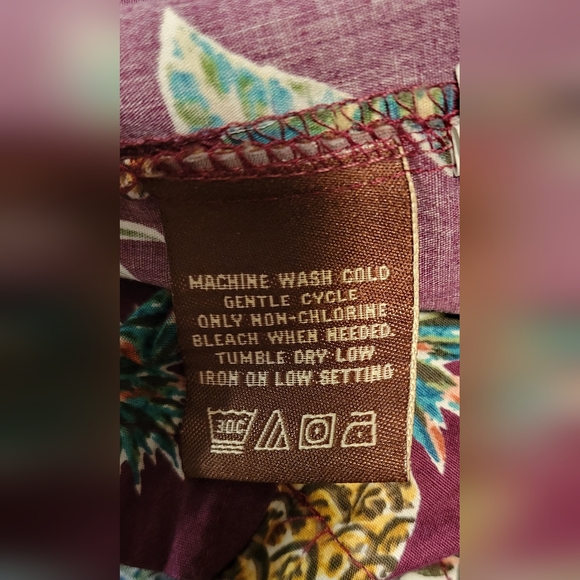 MACHINE WASH COLD
GENTLE CYCLE
ONLY NON-CHLORINE
BLEACH WHEN NEEDED.
TUMBLE DRY LOW
IRON ON LOW SETTING
30C